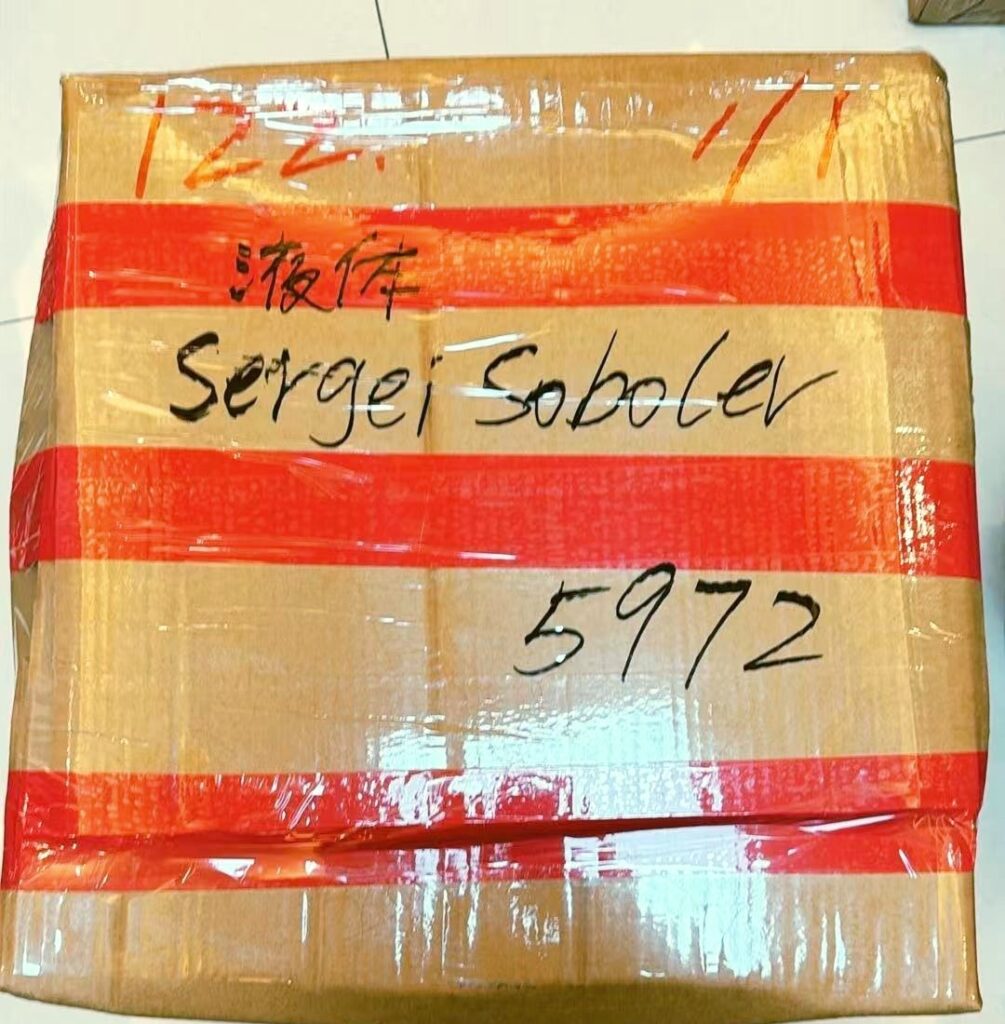 122. 1/1
液体
Sergei Sobolev
5972